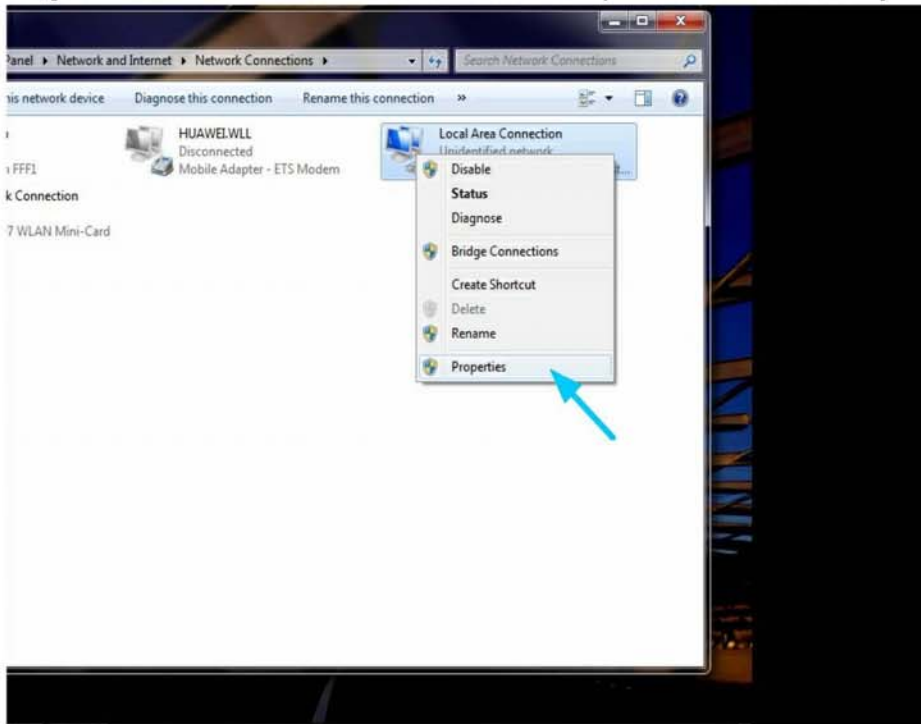 Panel ▸ Network and Internet ▸ Network Connections ▸
Search Network Connections
his network device Diagnose this connection Rename this connection »
HUAWEI.WLL
Disconnected
Mobile Adapter - ETS Modem
FFF1
k Connection
7 WLAN Mini-Card
Local Area Connection
Unidentified network
Disable
Status
Diagnose
Bridge Connections
Create Shortcut
Delete
Rename
Properties